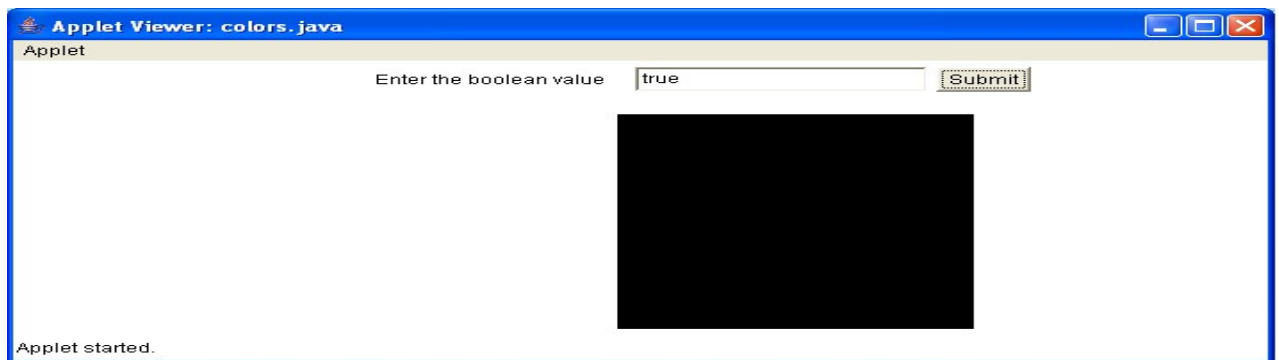 Applet Viewer: colors.java
Applet
Enter the boolean value true Submit
Applet started.